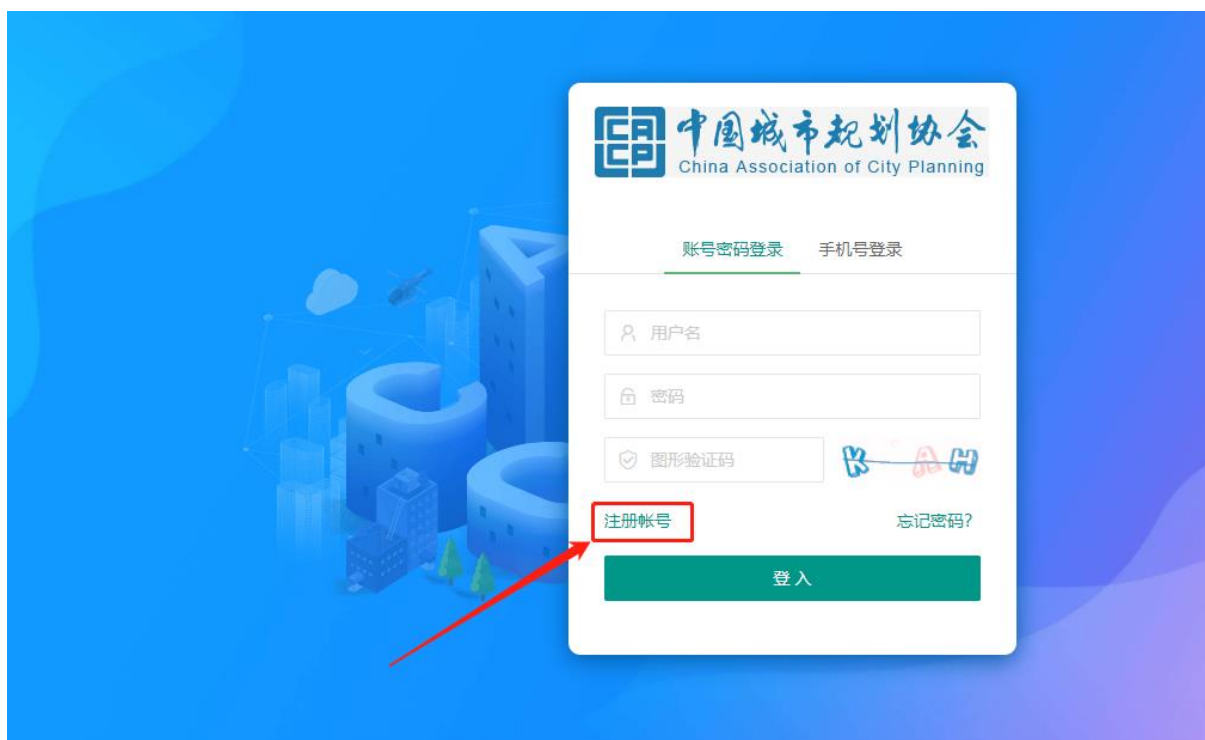 CACP
中国城市规划协会
China Association of City Planning
账号密码登录 手机号登录
用户名
密码
图形验证码
K AH
注册帐号 忘记密码?
登入